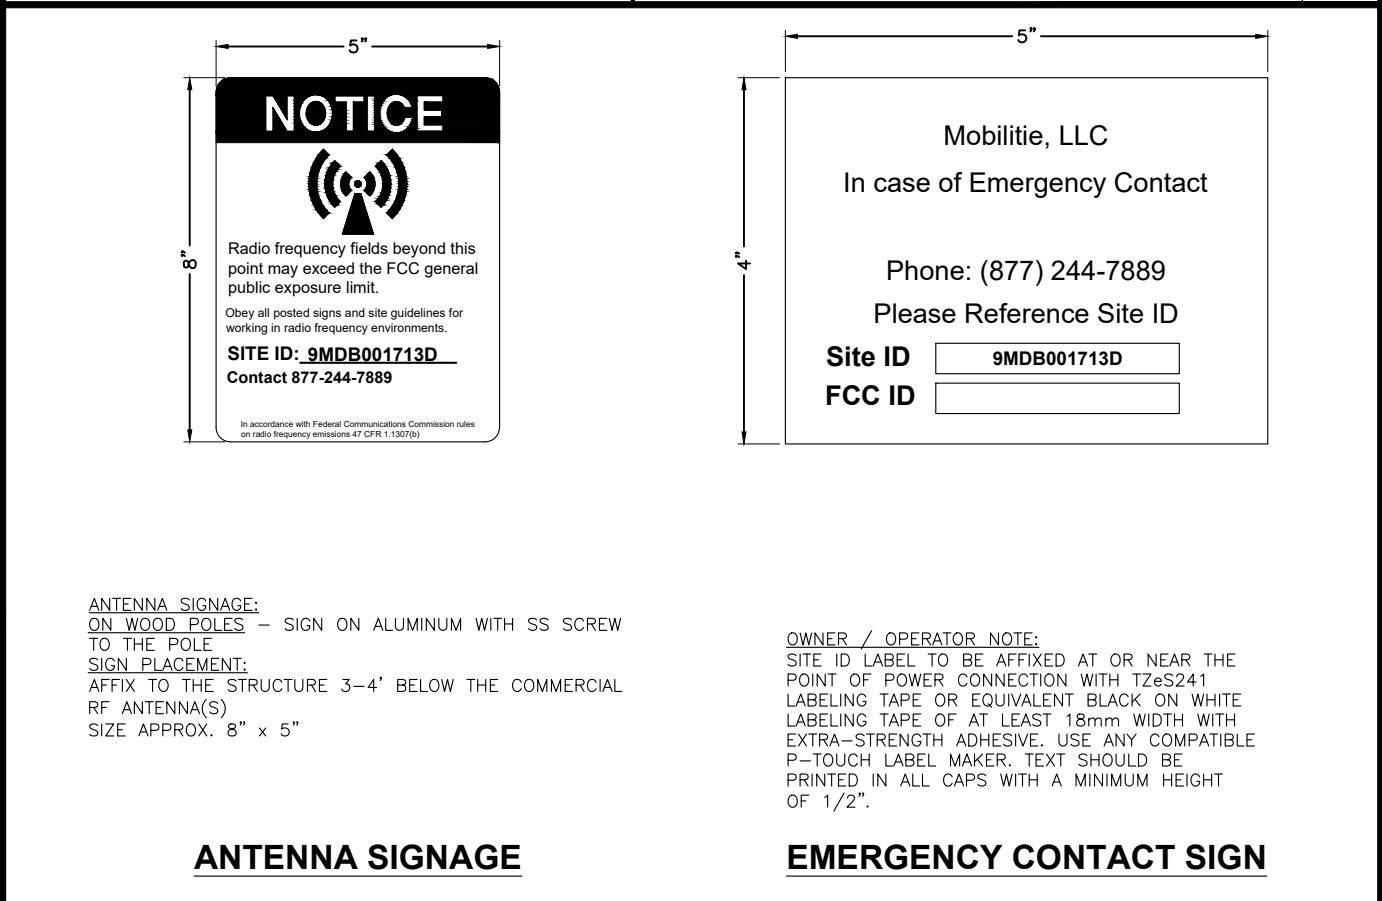 5"
8"
NOTICE
Radio frequency fields beyond this
point may exceed the FCC general
public exposure limit.
Obey all posted signs and site guidelines for
working in radio frequency environments.
SITE ID: 9MDB001713D
Contact 877-244-7889
In accordance with Federal Communications Commission rules
on radio frequency emissions 47 CFR 1.1307(b)
ANTENNA SIGNAGE:
ON WOOD POLES – SIGN ON ALUMINUM WITH SS SCREW
TO THE POLE
SIGN PLACEMENT:
AFFIX TO THE STRUCTURE 3–4' BELOW THE COMMERCIAL
RF ANTENNA(S)
SIZE APPROX. 8" x 5"
ANTENNA SIGNAGE
5"
4"
Mobilitie, LLC
In case of Emergency Contact
Phone: (877) 244-7889
Please Reference Site ID
Site ID 9MDB001713D
FCC ID
OWNER / OPERATOR NOTE:
SITE ID LABEL TO BE AFFIXED AT OR NEAR THE
POINT OF POWER CONNECTION WITH TZeS241
LABELING TAPE OR EQUIVALENT BLACK ON WHITE
LABELING TAPE OF AT LEAST 18mm WIDTH WITH
EXTRA–STRENGTH ADHESIVE. USE ANY COMPATIBLE
P–TOUCH LABEL MAKER. TEXT SHOULD BE
PRINTED IN ALL CAPS WITH A MINIMUM HEIGHT
OF 1/2".
EMERGENCY CONTACT SIGN